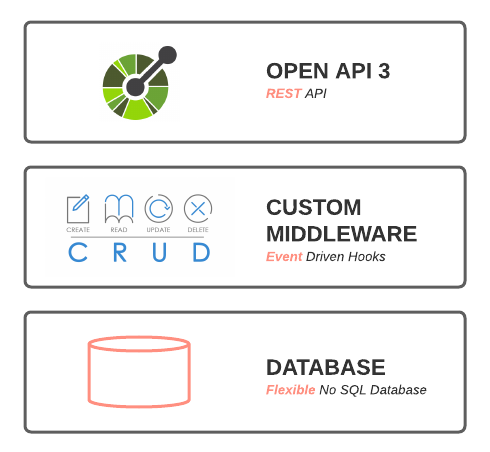 OPEN API 3
REST API
CUSTOM
MIDDLEWARE
Event Driven Hooks
CREATE READ UPDATE DELETE
C R U D
DATABASE
Flexible No SQL Database